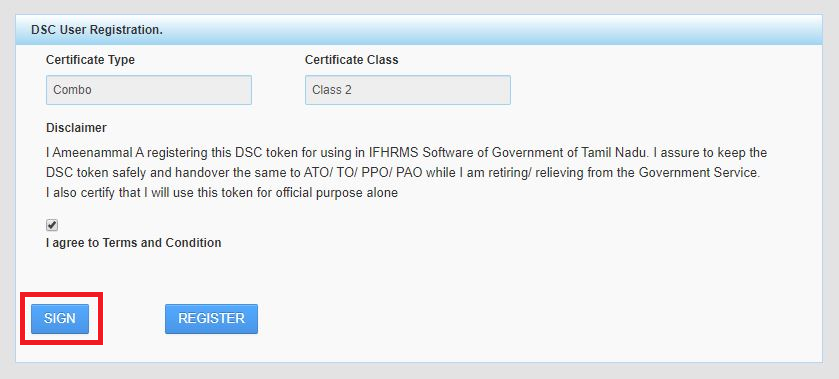 DSC User Registration.
Certificate Type
Certificate Class
Combo
Class 2
Disclaimer
I Ameenammal A registering this DSC token for using in IFHRMS Software of Government of Tamil Nadu. I assure to keep the
DSC token safely and handover the same to ATO/ TO/ PPO/ PAO while I am retiring/ relieving from the Government Service.
I also certify that I will use this token for official purpose alone
I agree to Terms and Condition
SIGN
REGISTER